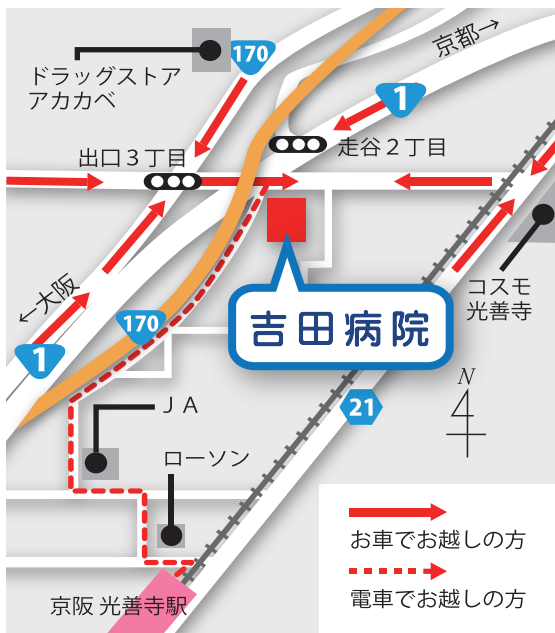 ドラッグストア
アカカベ
170
京都→
1
出口３丁目
走谷２丁目
コスモ
光善寺
←大阪
1
170
吉田病院
N
21
ＪＡ
ローソン
京阪 光善寺駅
お車でお越しの方
電車でお越しの方